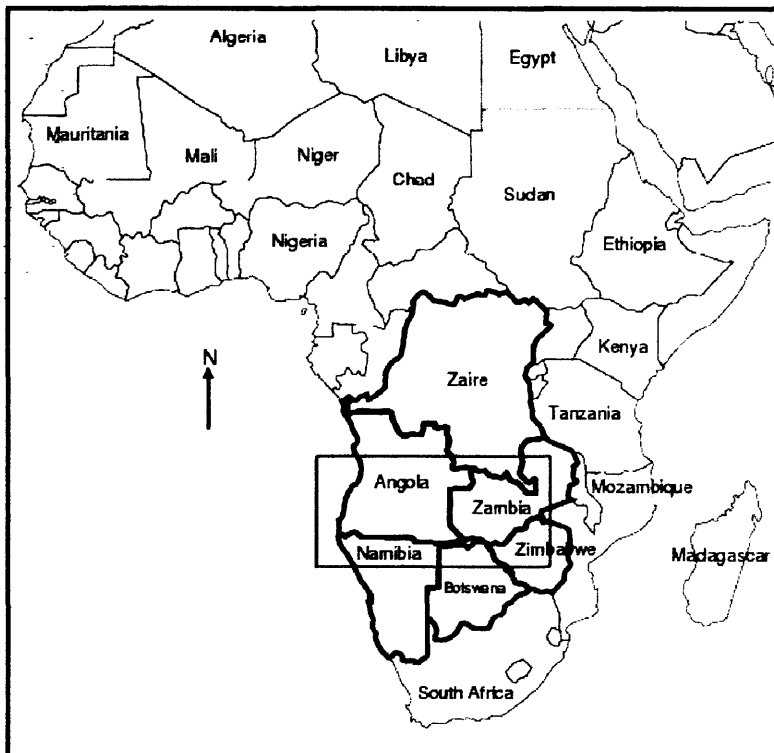 Algeria
Libya
Egypt
Mauritania
Mali
Niger
Chad
Sudan
Nigeria
Ethiopia
N
Kenya
Zaire
Tanzania
Angola
Mozambique
Zambia
Namibia
Zimbabwe
Madagascar
Botswana
South Africa